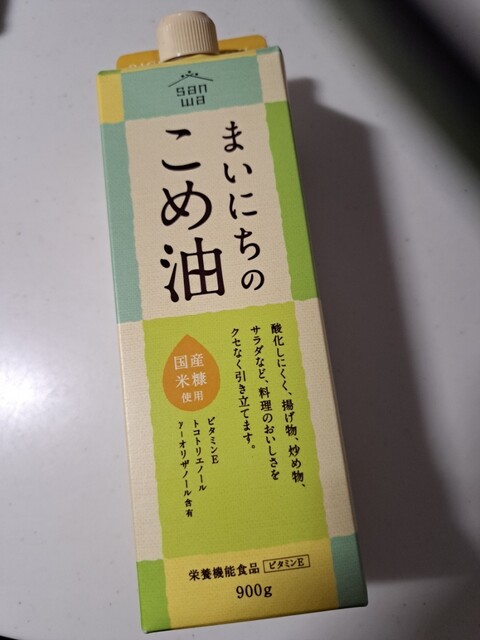 san
wa
まいにちの
こめ油
酸化しにくく、揚げ物、炒め物、
サラダなど、料理のおいしさを
クセなく引き立てます。
国産
米糠
使用
ビタミンE
トコトリエノール
γ-オリザノール含有
栄養機能食品 ビタミンE
900g